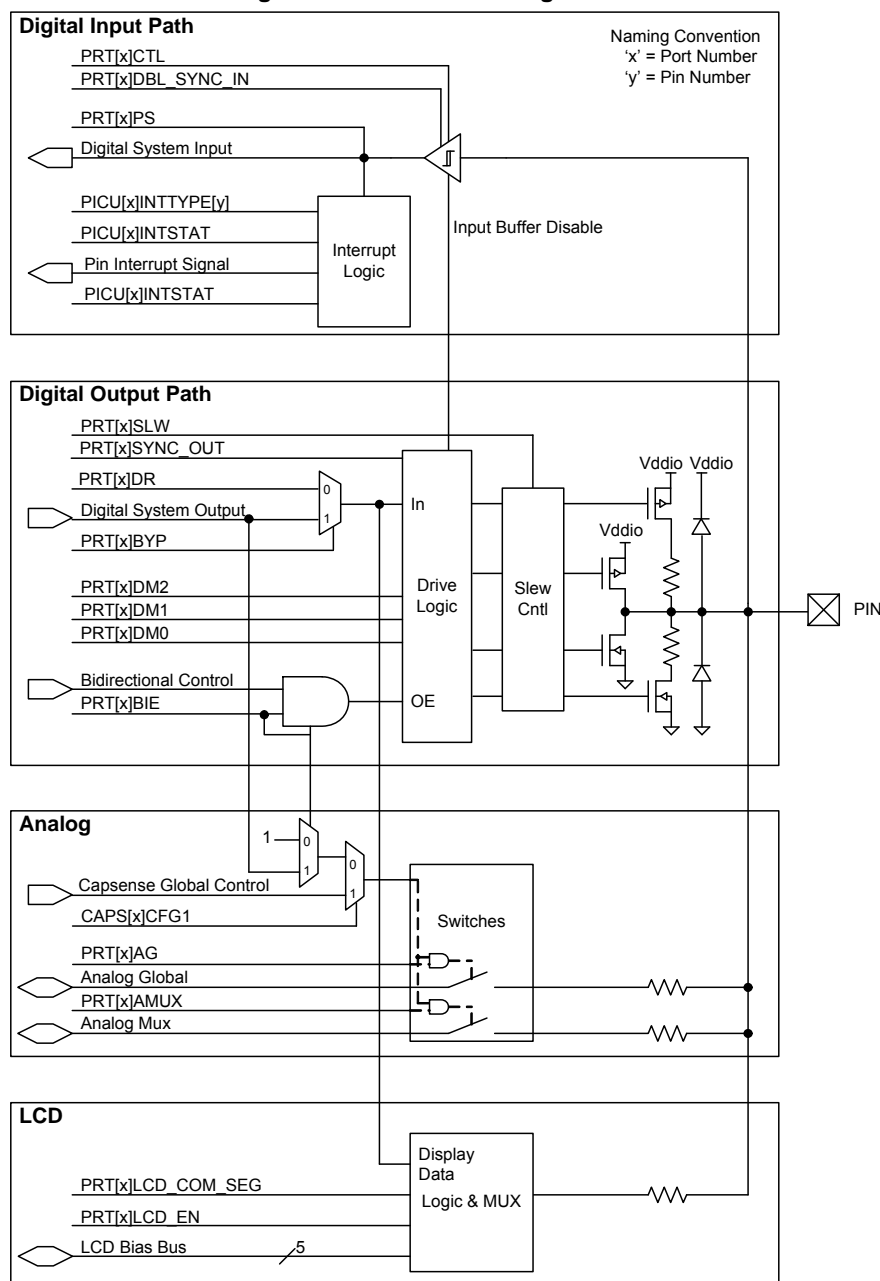 Digital Input Path
Naming Convention
'x' = Port Number
'y' = Pin Number
PRT[x]CTL
PRT[x]DBL_SYNC_IN
PRT[x]PS
Digital System Input
PICU[x]INTTYPE[y]
PICU[x]INTSTAT
Pin Interrupt Signal
PICU[x]INTSTAT
Interrupt
Logic
Input Buffer Disable
Digital Output Path
PRT[x]SLW
PRT[x]SYNC_OUT
PRT[x]DR
Digital System Output
PRT[x]BYP
0
1
PRT[x]DM2
PRT[x]DM1
PRT[x]DM0
Bidirectional Control
PRT[x]BIE
In
Drive
Logic
OE
Slew
Cntl
Vddio Vddio
Vddio
PIN
Analog
1
0
1
0
1
Capsense Global Control
CAPS[x]CFG1
Switches
PRT[x]AG
Analog Global
PRT[x]AMUX
Analog Mux
LCD
Display
Data
Logic & MUX
PRT[x]LCD_COM_SEG
PRT[x]LCD_EN
LCD Bias Bus
5